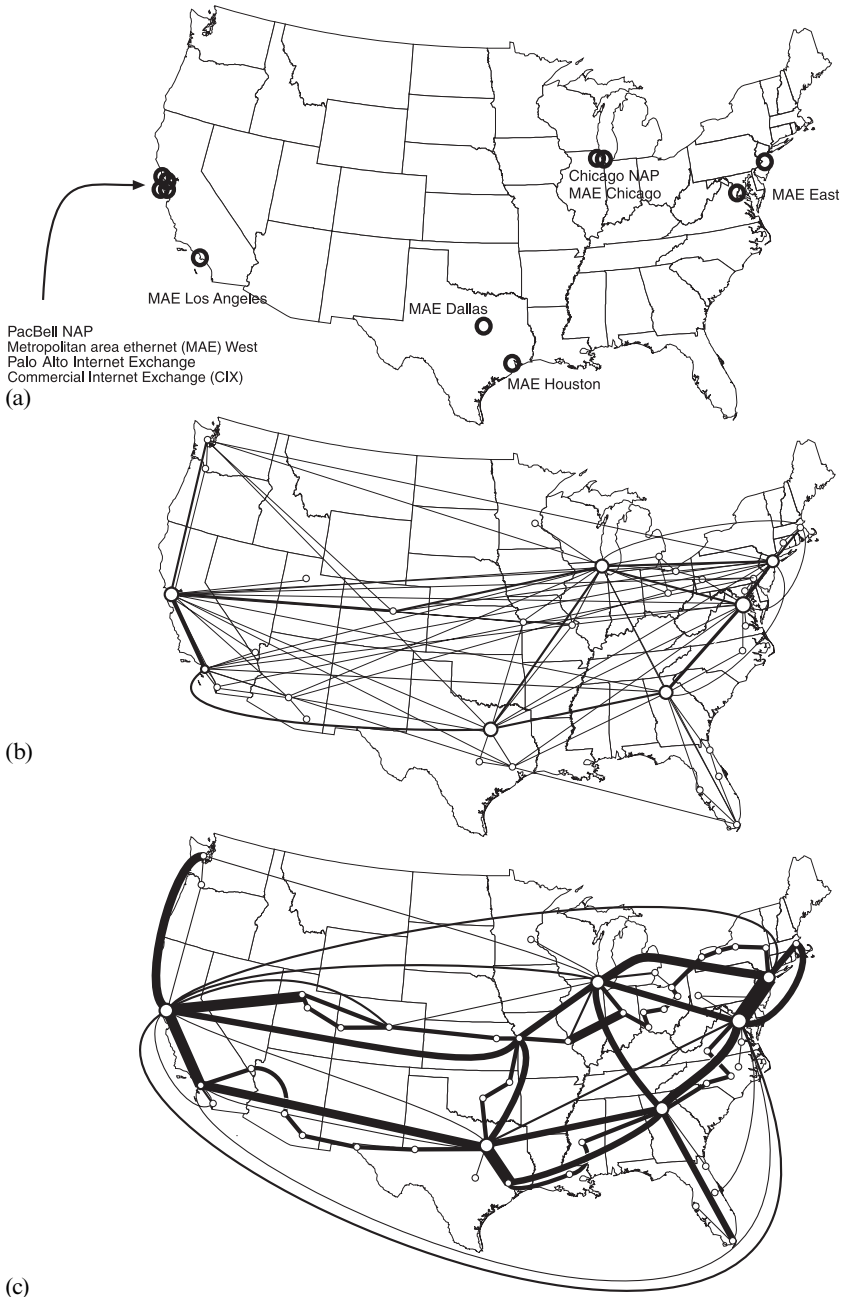 Chicago NAP
MAE Chicago
MAE East
MAE Los Angeles
MAE Dallas
PacBell NAP
Metropolitan area ethernet (MAE) West
Palo Alto Internet Exchange
Commercial Internet Exchange (CIX)
MAE Houston
(a)
(b)
(c)